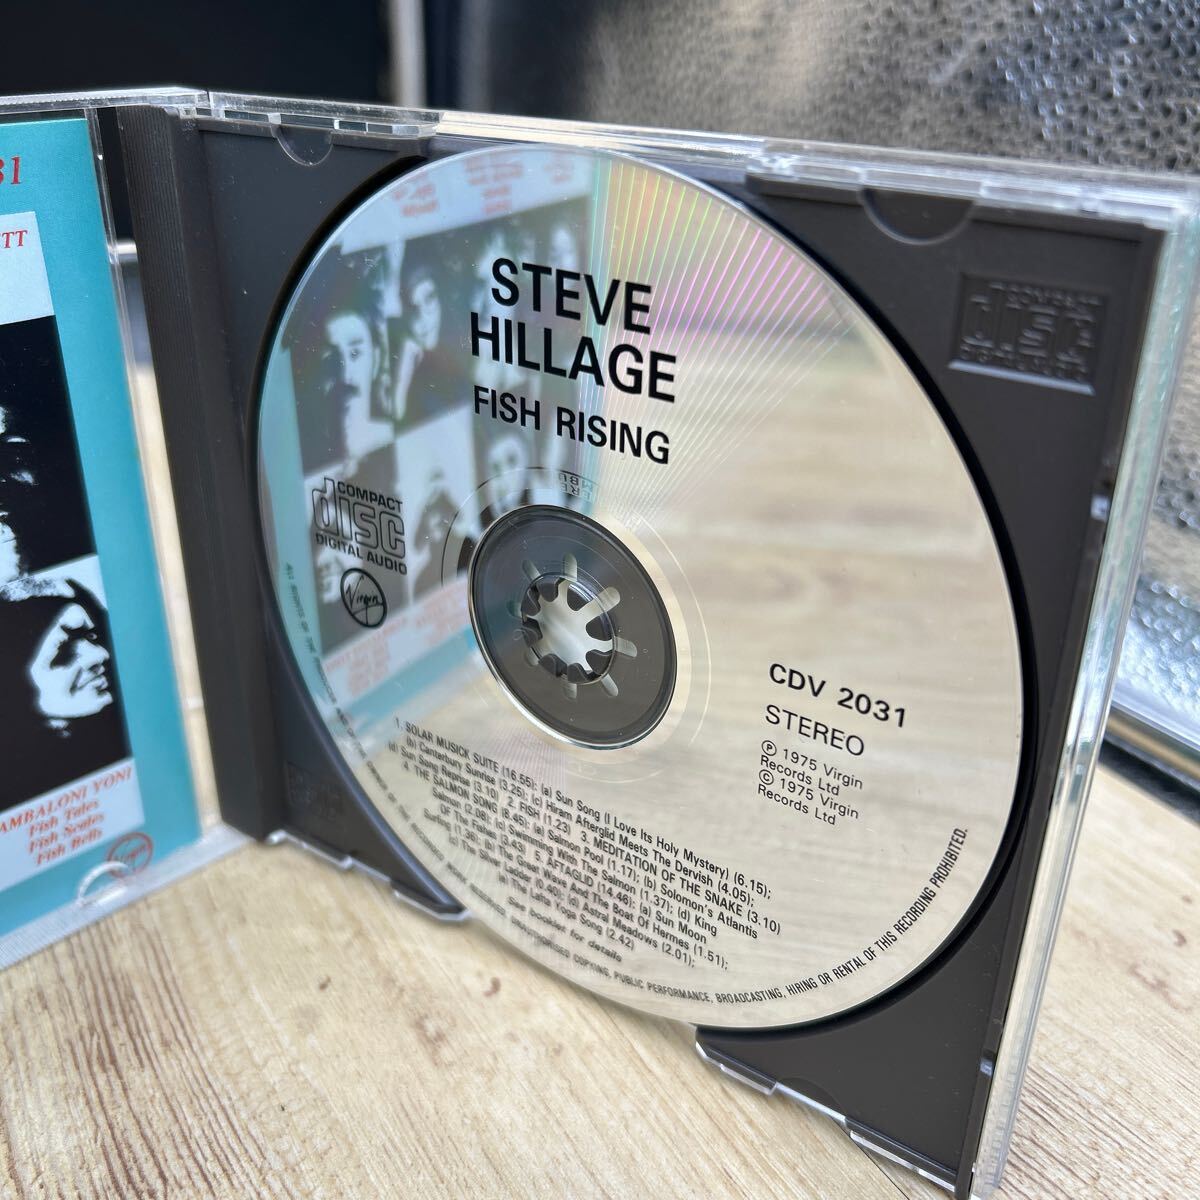 31
TT
AMBALONI YONI
Fish Tales
Fish Scales
Fish Bells
Virgin
STEVE
HILLAGE
FISH RISING
COMPACT
disc
DIGITAL AUDIO
Virgin
CDV 2031
STEREO
Ⓟ 1975 Virgin
Records Ltd
© 1975 Virgin
Records Ltd
1. SOLAR MUSICK SUITE (16.55); (a) Sun Song (I Love Its Holy Mystery) (6.15);
(b) Canterbury Sunrise (3.25); (c) Hiram Afterglid Meets The Dervish (4.05);
(d) Sun Song Reprise (3.10) 2. FISH (1.23) 3. MEDITATION OF THE SNAKE (3.10)
4. THE SALMON SONG (8.45); (a) Salmon Pool (1.17); (b) Solomon's Atlantis
Salmon (2.08); (c) Swimming With The Salmon (1.37); (d) King
Of The Fishes (3.43) 5. AFTAGLID (14.46); (a) Sun Moon
Surfing (1.36); (b) The Great Wave And The Boat Of Hermes (1.51);
(c) The Silver Ladder (0.40); (d) Astral Meadows (2.01);
(e) The Lafta Yoga Song (2.42)
See booklet for details
ALL RIGHTS OF THE PRODUCER AND OF THE OWNER OF THE RECORDED WORK RESERVED UNAUTHORISED COPYING, PUBLIC PERFORMANCE, BROADCASTING, HIRING OR RENTAL OF THIS RECORDING PROHIBITED.
COMPACT
disc
DIGITAL AUDIO